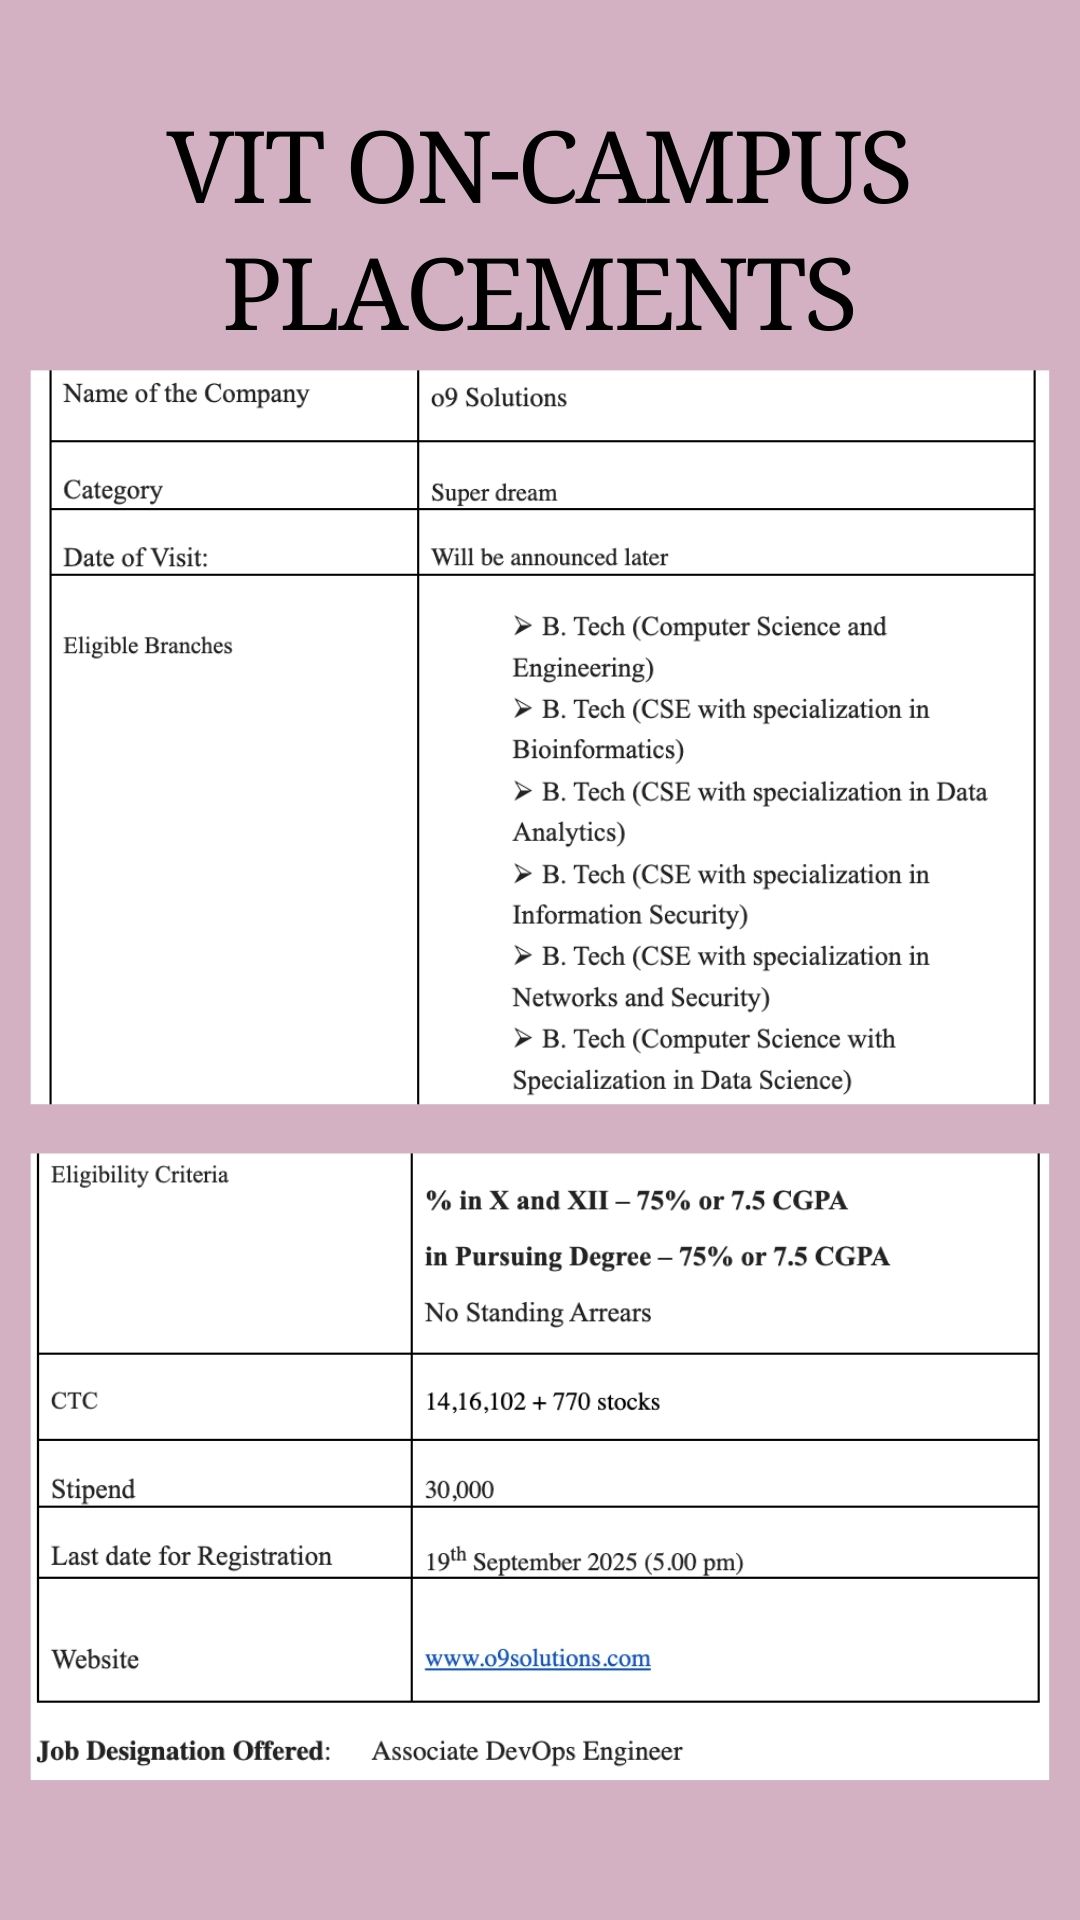 VIT ON-CAMPUS
PLACEMENTS
Name of the Company
o9 Solutions
Category
Super dream
Date of Visit:
Will be announced later
Eligible Branches
➢ B. Tech (Computer Science and
Engineering)
➢ B. Tech (CSE with specialization in
Bioinformatics)
➢ B. Tech (CSE with specialization in Data
Analytics)
➢ B. Tech (CSE with specialization in
Information Security)
➢ B. Tech (CSE with specialization in
Networks and Security)
➢ B. Tech (Computer Science with
Specialization in Data Science)
Eligibility Criteria
% in X and XII – 75% or 7.5 CGPA
in Pursuing Degree – 75% or 7.5 CGPA
No Standing Arrears
CTC
14,16,102 + 770 stocks
Stipend
30,000
Last date for Registration
19th September 2025 (5.00 pm)
Website
www.o9solutions.com
Job Designation Offered: Associate DevOps Engineer